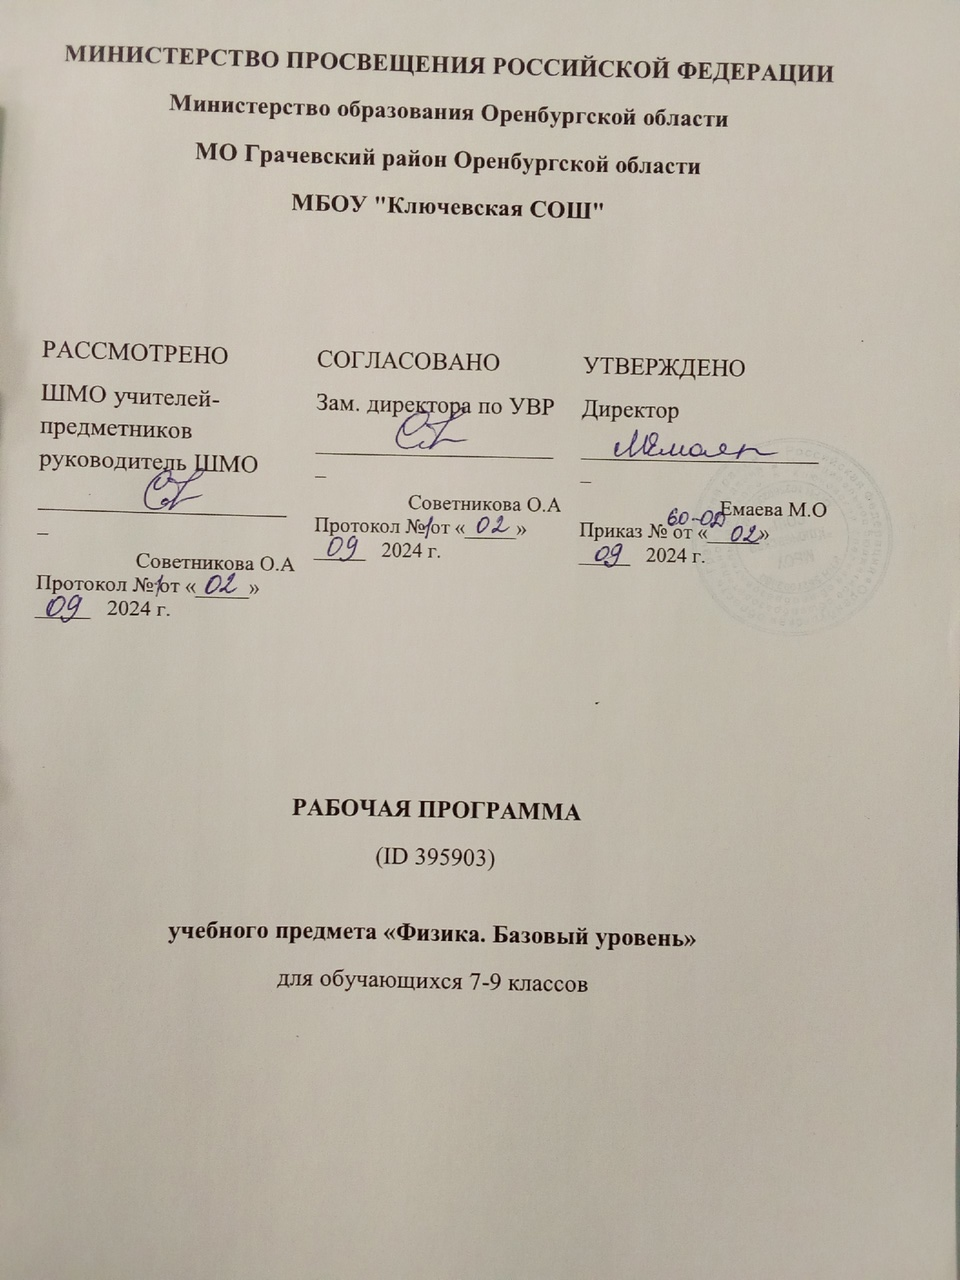 МИНИСТЕРСТВО ПРОСВЕЩЕНИЯ РОССИЙСКОЙ ФЕДЕРАЦИИ
Министерство образования Оренбургской области
МО Грачевский район Оренбургской области
МБОУ "Ключевская СОШ"
РАССМОТРЕНО
ШМО учителей-
предметников
руководитель ШМО
Советникова О.А
Протокол №1от «02»
09 2024 г.
СОГЛАСОВАНО
Зам. директора по УВР
Советникова О.А
Протокол №1от «02»
09 2024 г.
УТВЕРЖДЕНО
Директор
Емаева М.О
60-ОД
Приказ № от «02»
09 2024 г.
РАБОЧАЯ ПРОГРАММА
(ID 395903)
учебного предмета «Физика. Базовый уровень»
для обучающихся 7-9 классов